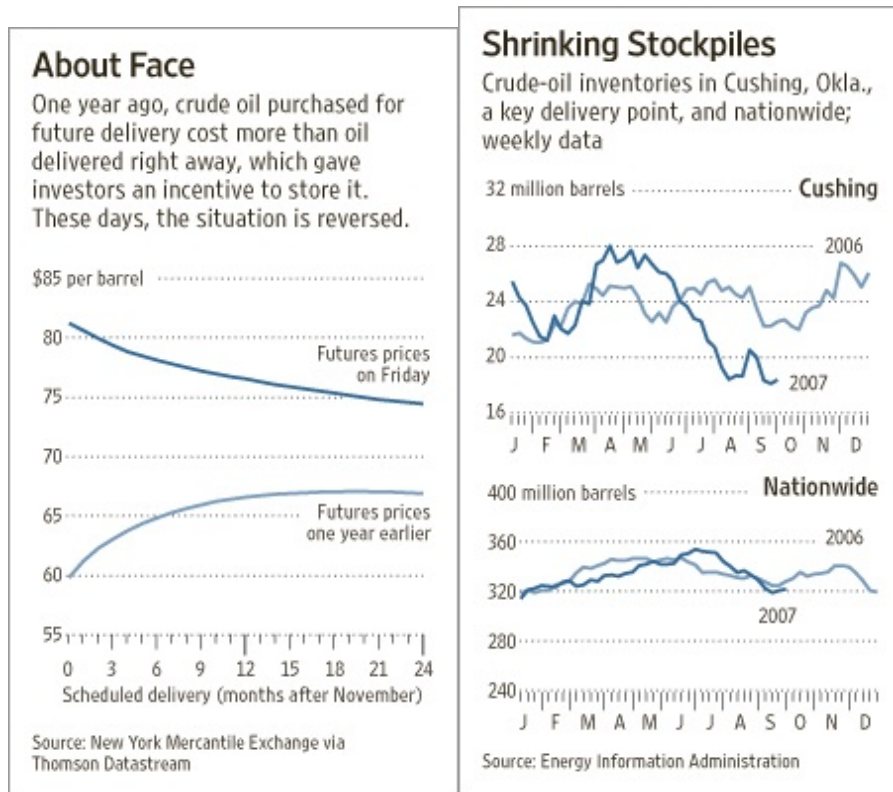 About Face
One year ago, crude oil purchased for
future delivery cost more than oil
delivered right away, which gave
investors an incentive to store it.
These days, the situation is reversed.
$85 per barrel
80
Futures prices
on Friday
75
70
65
Futures prices
one year earlier
60
55
0 3 6 9 12 15 18 21 24
Scheduled delivery (months after November)
Source: New York Mercantile Exchange via
Thomson Datastream
Shrinking Stockpiles
Crude-oil inventories in Cushing, Okla.,
a key delivery point, and nationwide;
weekly data
32 million barrels Cushing
28 2006
24
20
2007
16
J F M A M J J A S O N D
Nationwide
400 million barrels
360 2006
320
2007
280
240
J F M A M J J A S O N D
Source: Energy Information Administration